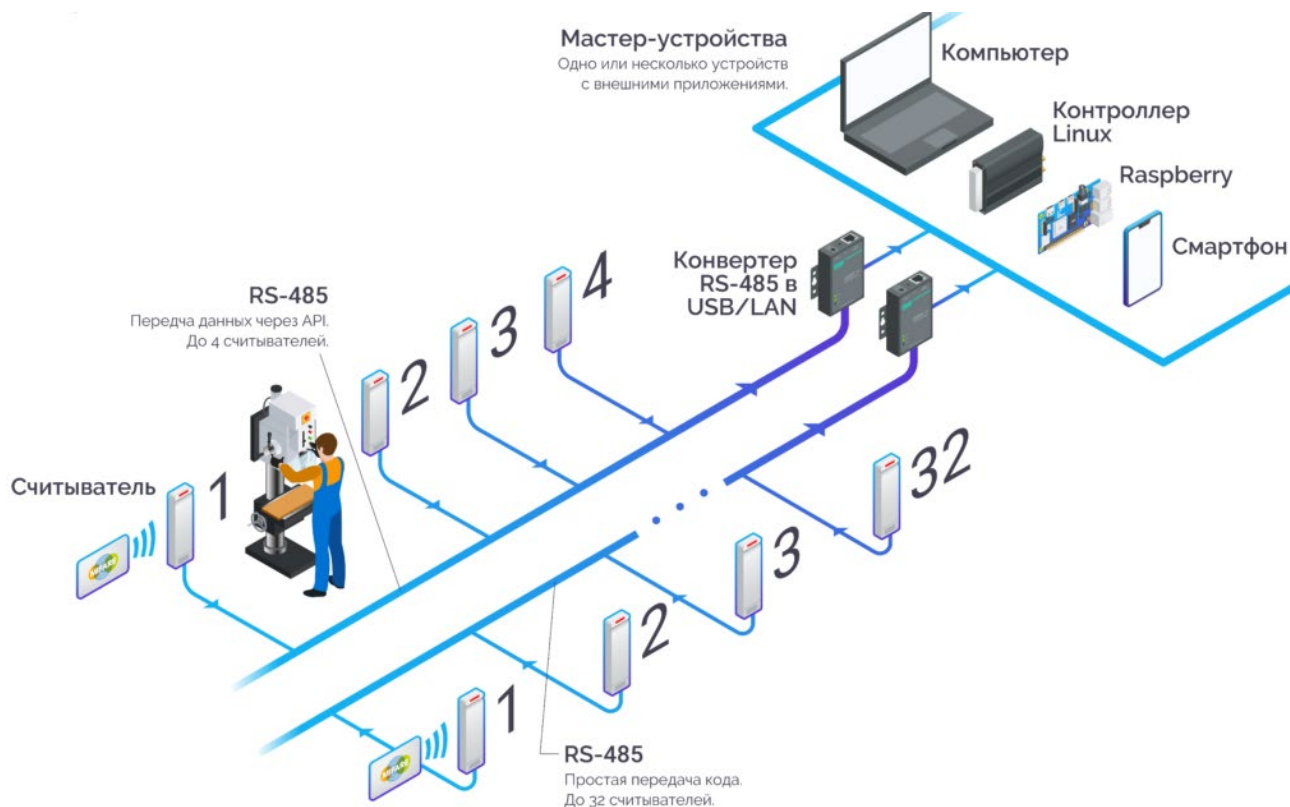 Мастер-устройства
Одно или несколько устройств
с внешними приложениями.
Компьютер
Контроллер
Linux
Raspberry
Смартфон
Конвертер
RS-485 в
USB/LAN
RS-485
Передча данных через API.
До 4 считывателей.
4
3
2
Считыватель
1
32
3
2
1
RS-485
Простая передача кода.
До 32 считывателей.